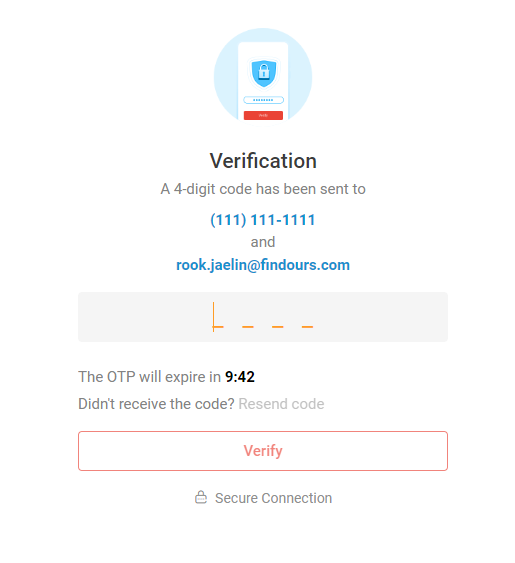 Verification
A 4-digit code has been sent to
(111) 111-1111
and
rook.jaelin@findours.com
The OTP will expire in 9:42
Didn't receive the code? Resend code
Verify
Secure Connection